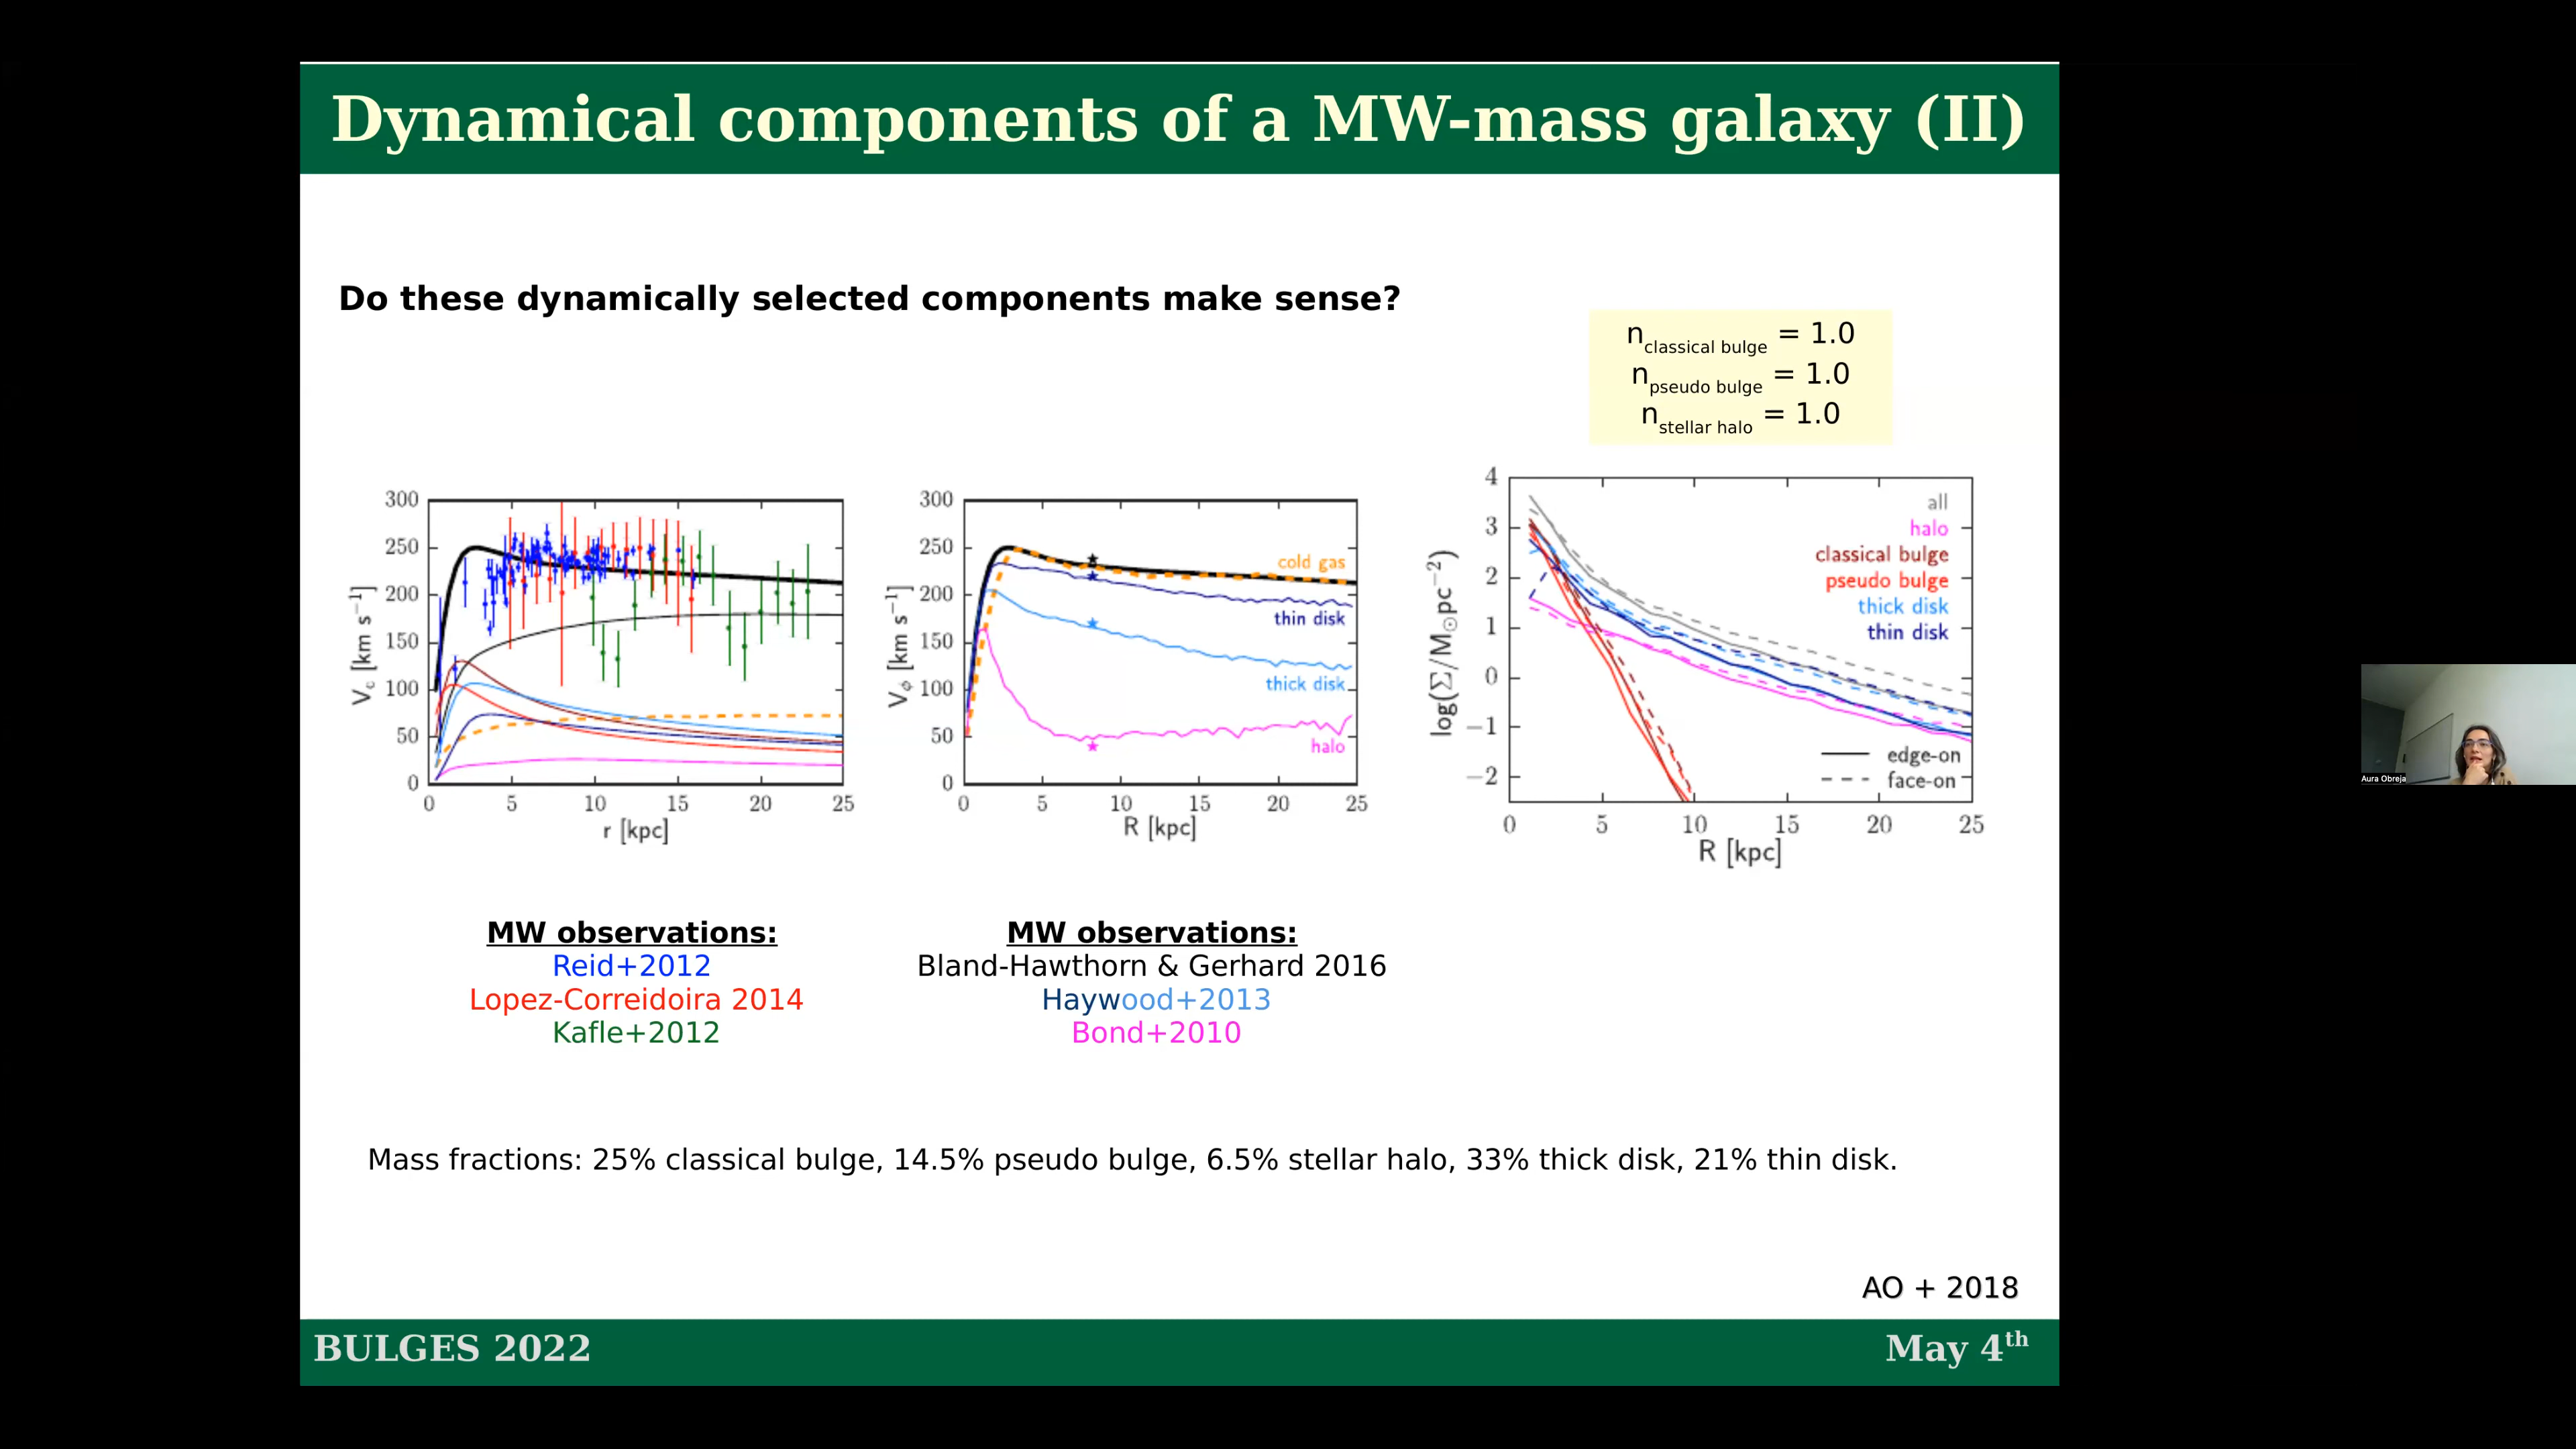 Dynamical components of a MW-mass galaxy (II)
Do these dynamically selected components make sense?
n classical bulge = 1.0
n pseudo bulge = 1.0
n stellar halo = 1.0
300
250
200
150
100
50
0
0 5 10 15 20 25
Vc [km s−1]
r [kpc]
300
250
200
150
100
50
0
0 5 10 15 20 25
Vϕ [km s−1]
R [kpc]
cold gas
thin disk
thick disk
halo
4
3
2
1
0
−1
−2
0 5 10 15 20 25
log(Σ/M⊙pc−2)
R [kpc]
all
halo
classical bulge
pseudo bulge
thick disk
thin disk
edge-on
face-on
Aura Obreja
MW observations:
Reid+2012
Lopez-Correidoira 2014
Kafle+2012
MW observations:
Bland-Hawthorn & Gerhard 2016
Haywood+2013
Bond+2010
Mass fractions: 25% classical bulge, 14.5% pseudo bulge, 6.5% stellar halo, 33% thick disk, 21% thin disk.
AO + 2018
BULGES 2022
May 4th